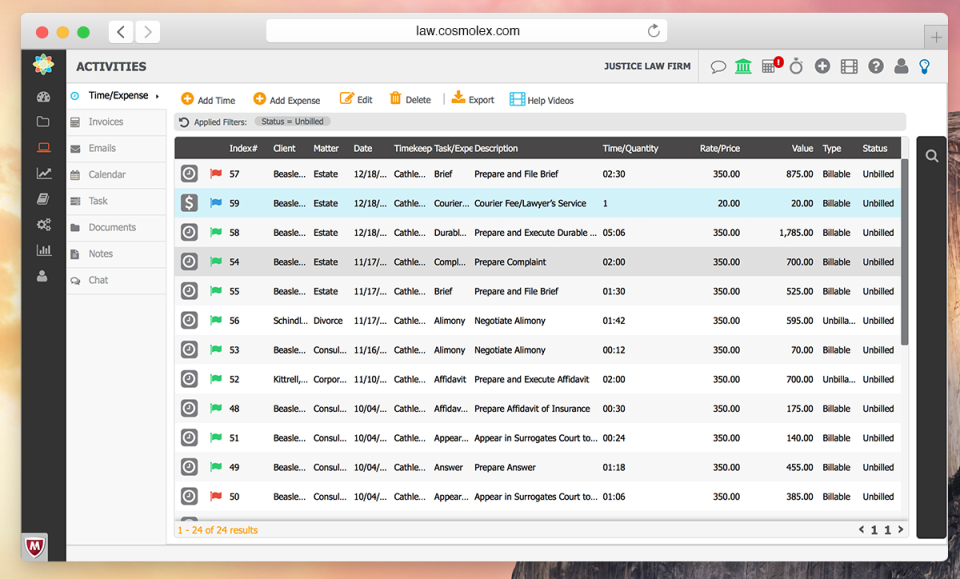 law.cosmolex.com
ACTIVITIES
JUSTICE LAW FIRM
!
?
Time/Expense
Invoices
Emails
Calendar
Task
Documents
Notes
Chat
Add Time Add Expense Edit Delete Export Help Videos
Applied Filters: Status = Unbilled
Index# Client Matter Date Timekeep Task/Expe Description Time/Quantity Rate/Price Value Type Status
57 Beasle... Estate 12/18/... Cathle... Brief Prepare and File Brief 02:30 350.00 875.00 Billable Unbilled
$ 59 Beasle... Estate 12/18/... Cathle... Courier... Courier Fee/Lawyer's Service 1 20.00 20.00 Billable Unbilled
58 Beasle... Estate 12/18/... Cathle... Durabl... Prepare and Execute Durable ... 05:06 350.00 1,785.00 Billable Unbilled
54 Beasle... Estate 11/17/... Cathle... Compl... Prepare Complaint 02:00 350.00 700.00 Billable Unbilled
55 Beasle... Estate 11/17/... Cathle... Brief Prepare and File Brief 01:30 350.00 525.00 Billable Unbilled
56 Schindl... Divorce 11/17/... Cathle... Alimony Negotiate Alimony 01:42 350.00 595.00 Unbilla... Unbilled
53 Beasle... Consul... 11/16/... Cathle... Alimony Negotiate Alimony 00:12 350.00 70.00 Billable Unbilled
52 Kittrell,... Corpor... 11/10/... Cathle... Affidavit Prepare and Execute Affidavit 02:00 350.00 700.00 Unbilla... Unbilled
48 Beasle... Consul... 10/04/... Cathle... Affidav... Prepare Affidavit of Insurance 00:30 350.00 175.00 Billable Unbilled
51 Beasle... Consul... 10/04/... Cathle... Appear... Appear in Surrogates Court to... 00:24 350.00 140.00 Billable Unbilled
49 Beasle... Consul... 10/04/... Cathle... Answer Prepare Answer 01:18 350.00 455.00 Billable Unbilled
50 Beasle... Consul... 10/04/... Cathle... Appear... Appear in Surrogates Court to... 01:06 350.00 385.00 Billable Unbilled
1 - 24 of 24 results
< 1 1 >
M